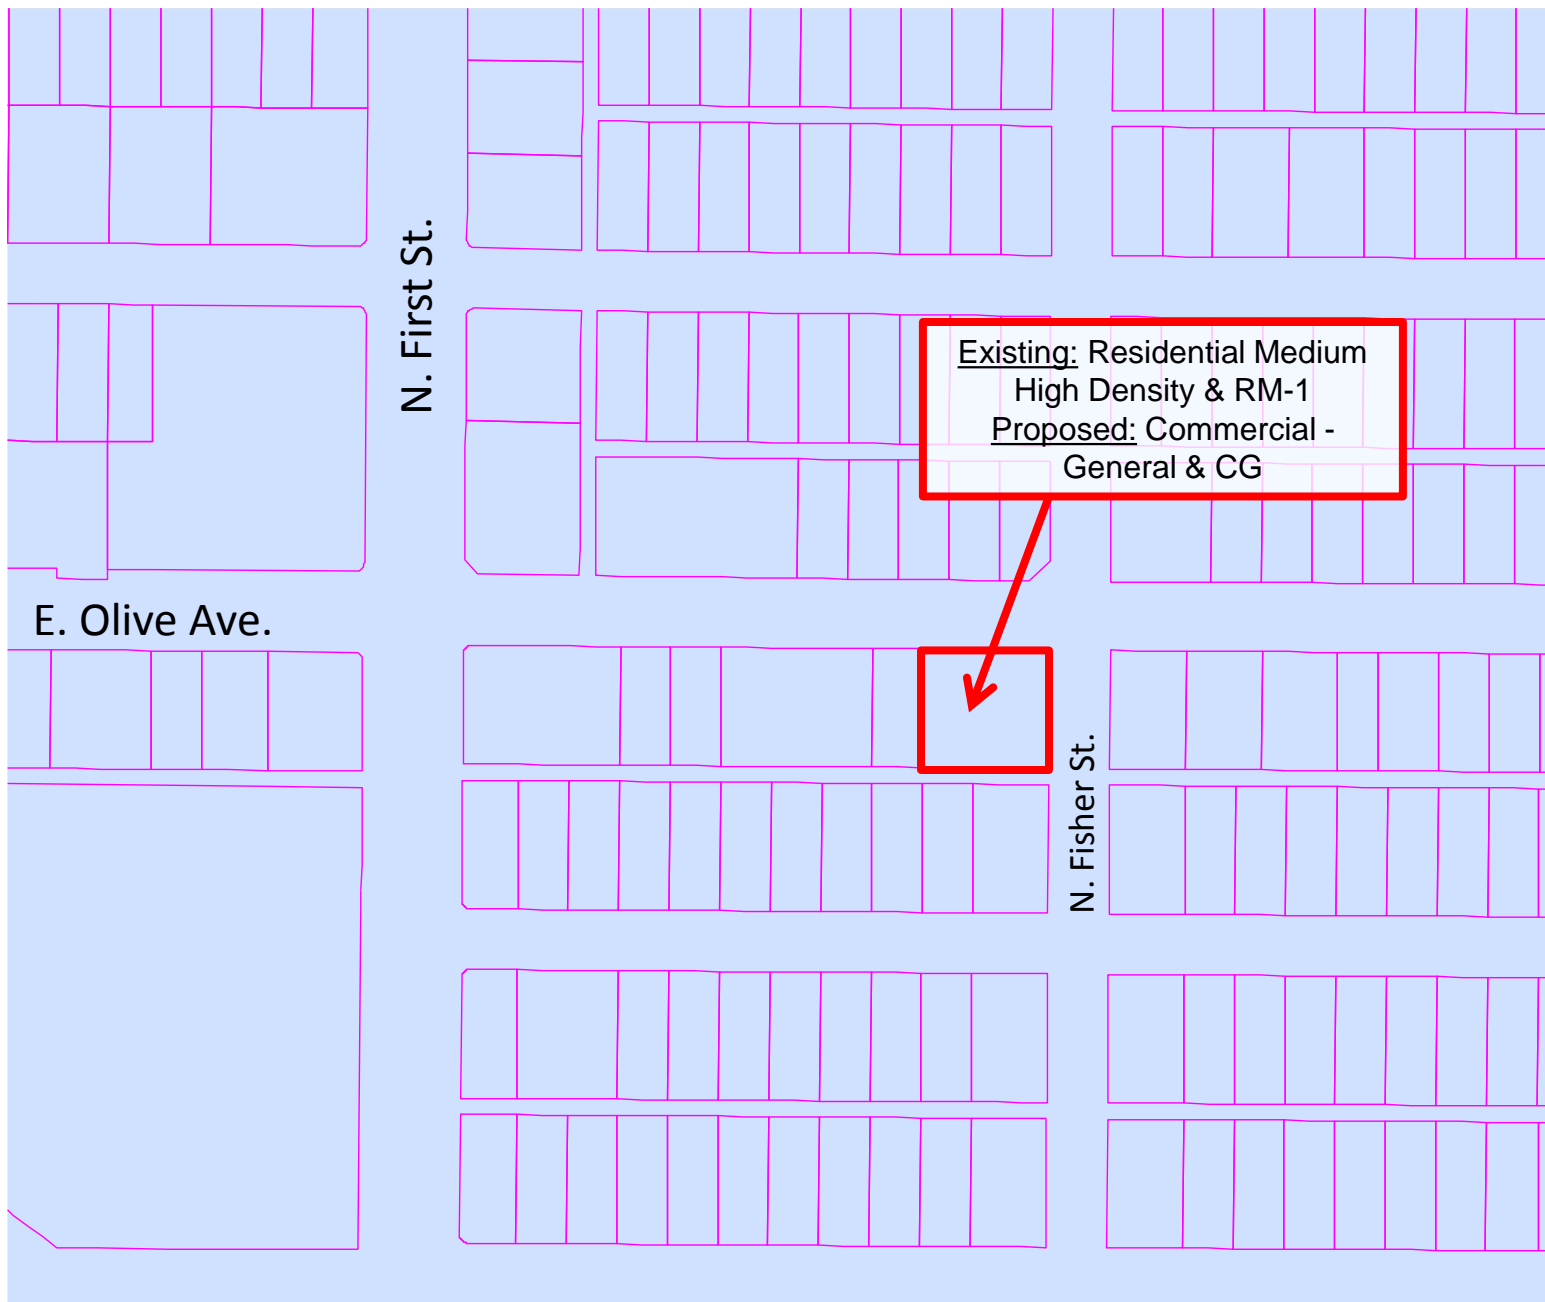 N. First St.
Existing: Residential Medium
High Density & RM-1
Proposed: Commercial -
General & CG
E. Olive Ave.
N. Fisher St.